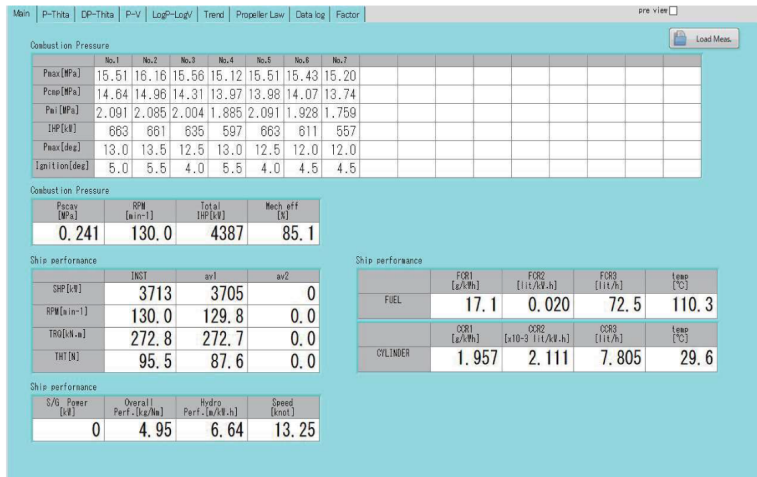 Main P-Thita DP-Thita P-V LogP-LogV Trend Propeller Law Data log Factor pre view
Load Meas.
Combustion Pressure
No.1 No.2 No.3 No.4 No.5 No.6 No.7
Pmax[MPa] 15.51 16.16 15.56 15.12 15.51 15.43 15.20
Pcmp[MPa] 14.64 14.96 14.31 13.97 13.98 14.07 13.74
Pmi[MPa] 2.091 2.085 2.004 1.885 2.091 1.928 1.759
IHP[kW] 663 661 635 597 663 611 557
Pmax[deg] 13.0 13.5 12.5 13.0 12.5 12.0 12.0
Ignition[deg] 5.0 5.5 4.0 5.5 4.0 4.5 4.5
Combustion Pressure
Pscav [MPa] RPM [min-1] Total IHP[kW] Mech eff [%]
0.241 130.0 4387 85.1
Ship performance
INST av1 av2
SHP[kW] 3713 3705 0
RPM[min-1] 130.0 129.8 0.0
TRQ[kN.m] 272.8 272.7 0.0
THT[N] 95.5 87.6 0.0
Ship performance
FCR1 [g/kWh] FCR2 [lit/kW.h] FCR3 [lit/h] temp [℃]
FUEL 17.1 0.020 72.5 110.3
CCR1 [g/kWh] CCR2 [x10-3 lit/kW.h] CCR3 [lit/h] temp [℃]
CYLINDER 1.957 2.111 7.805 29.6
Ship performance
S/G Power [kW] Overall Perf.[kg/Nm] Hydro Perf.[m/kW.h] Speed [knot]
0 4.95 6.64 13.25